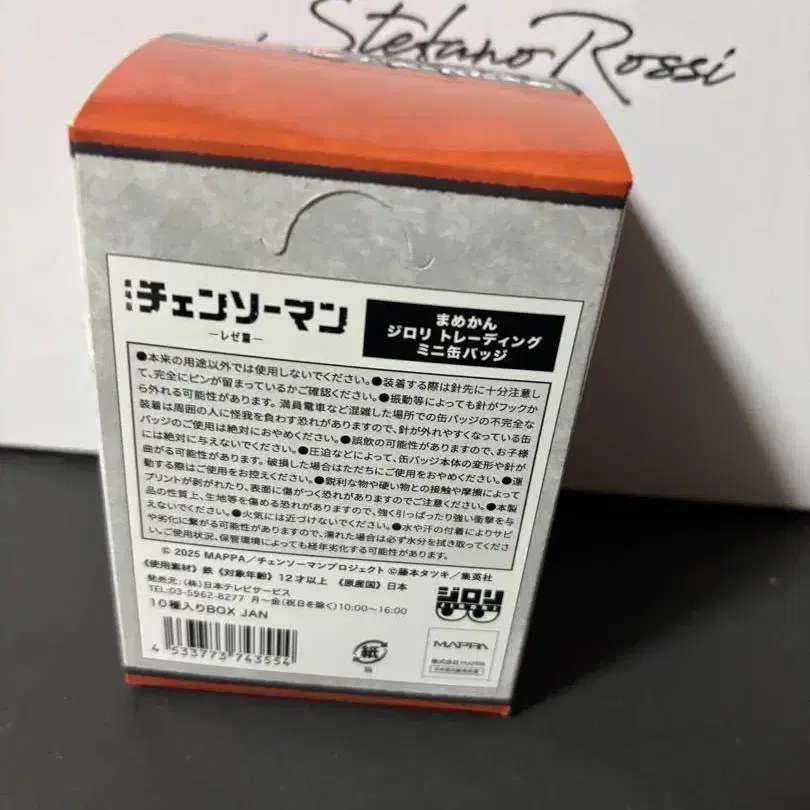 Stefano Rossi
劇場版
チェンソーマン
―レゼ篇―
まめかん
ジロリ トレーディング
ミニ缶バッジ
●本来の用途以外では使用しないでください。●装着する際は針先に十分注意し
て、完全にピンが留まっているかご確認ください。●振動等によっても針がフックか
ら外れる可能性があります。満員電車など混雑した場所での缶バッジの不完全な
装着は周囲の人に怪我を負わす恐れがありますので、針が外れやすくなっている缶
バッジのご使用は絶対におやめください。●誤飲の可能性がありますので、お子様
には絶対に与えないでください。●圧迫などによって、缶バッジ本体の変形や針が
曲がる可能性があります。破損した場合はただちにご使用をおやめください。●運
動する際はご使用をお控えください。●鋭利な物や硬い物との接触や摩擦によって
プリントが剥がれたり、表面に傷がつく恐れがありますのでご注意ください。●本製
品の性質上、生地等を傷める恐れがありますので、強く引っぱったり強い衝撃を与
えないでください。●火気には近づけないでください。●水や汗の付着によりサビ
や劣化に繋がる可能性がありますので、濡れた場合は必ず水分を拭き取ってくださ
い。ご使用状況、保管環境によっても経年劣化する可能性があります。
© 2025 MAPPA/チェンソーマンプロジェクト ©藤本タツキ/集英社
《使用素材》鉄 《対象年齢》12才以上 《原産国》日本
発売元:(株)日本テレビサービス
TEL:03-5962-8277 月~金(祝日を除く)10:00~16:00
10種入りBOX JAN
4 533773 743554
紙
箱
ジロリ
ZIRORI
MAPPA
株式会社MAPPA